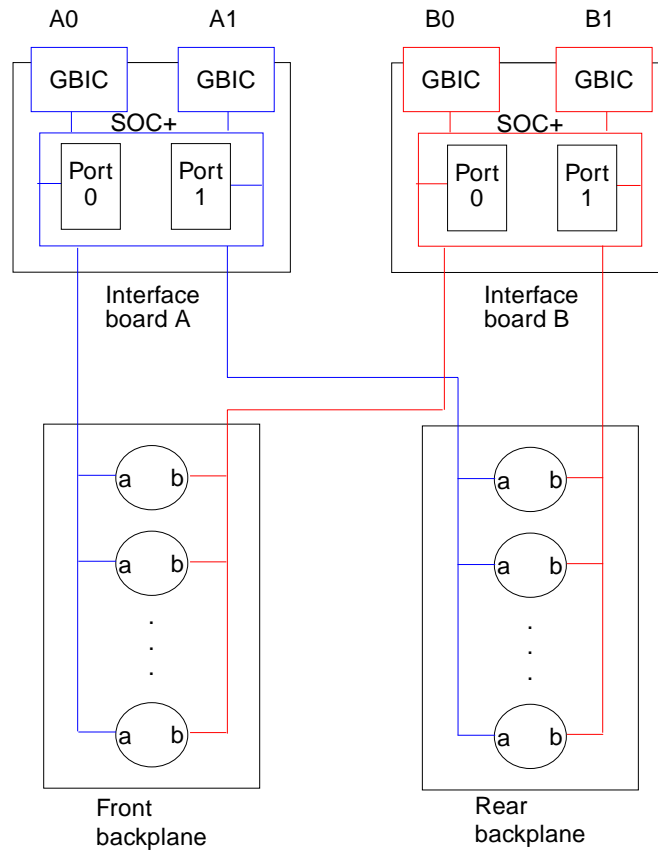 A0 A1 B0 B1
GBIC GBIC GBIC GBIC
SOC+ SOC+
Port Port Port Port
0 1 0 1
Interface
board A
Interface
board B
a b a b
a b a b
. .
. .
. .
a b a b
Front
backplane
Rear
backplane